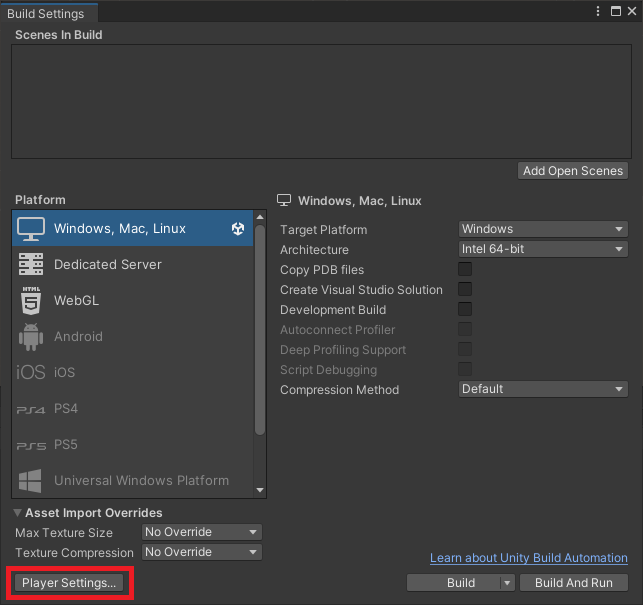 Build Settings
Scenes In Build
Add Open Scenes
Platform
Windows, Mac, Linux
Dedicated Server
HTML
5
WebGL
Android
iOS iOS
PS4 PS4
PS5 PS5
Universal Windows Platform
Windows, Mac, Linux
Target Platform Windows
Architecture Intel 64-bit
Copy PDB files
Create Visual Studio Solution
Development Build
Autoconnect Profiler
Deep Profiling Support
Script Debugging
Compression Method Default
Asset Import Overrides
Max Texture Size No Override
Texture Compression No Override
Learn about Unity Build Automation
Player Settings...
Build
Build And Run